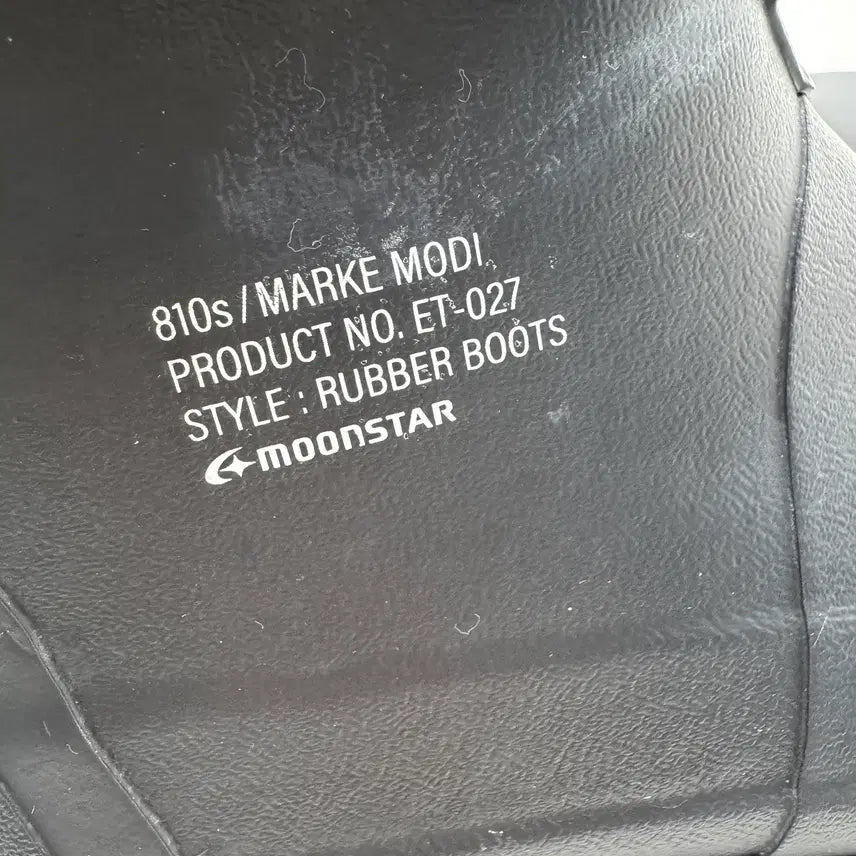 810s / MARKE MODI
PRODUCT NO. ET-027
STYLE : RUBBER BOOTS
MOONSTAR